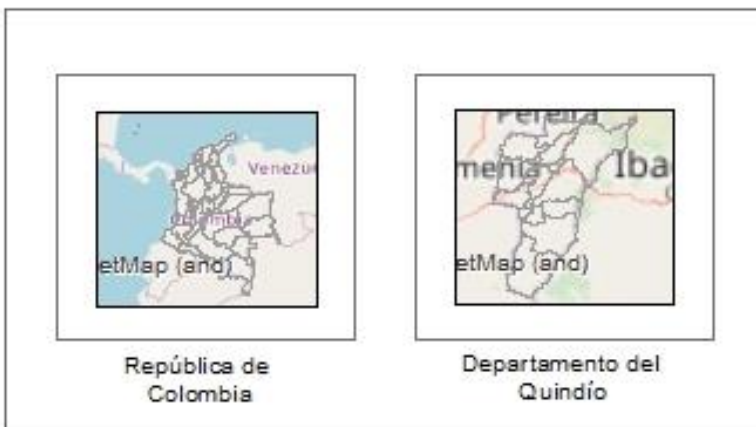 Venezu
Colombia
etMap (and)
República de
Colombia
Pereira
menia
Iba
etMap (and)
Departamento del
Quindío